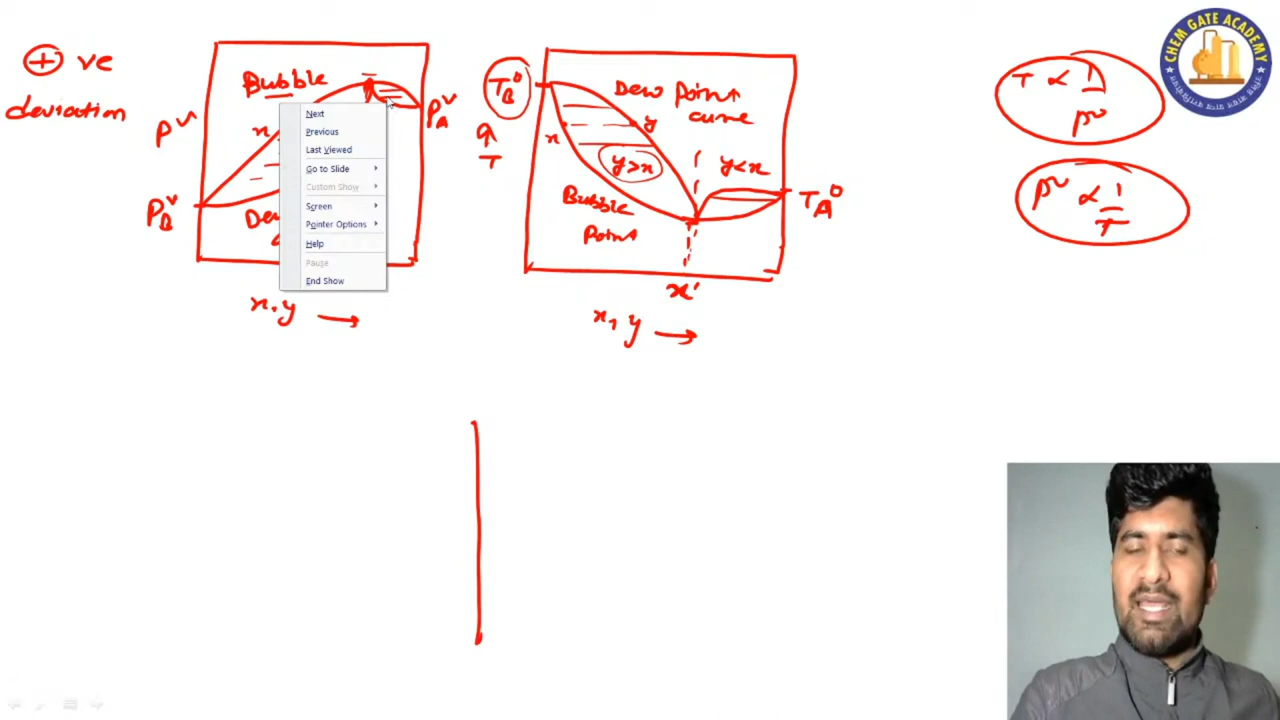 ⊕ ve
deviation
Bubble
P^V
x
P_B^V
P_A^V
De
x, y →
Next
Previous
Last Viewed
Go to Slide
Custom Show
Screen
Pointer Options
Help
Pause
End Show
T_B^0
↑
T
Dew Point
curve
x
y
y>x
y<x
Bubble
Point
T_A^0
x'
x, y →
T ∝ 1/P^V
P^V ∝ 1/T
CHEM GATE ACADEMY